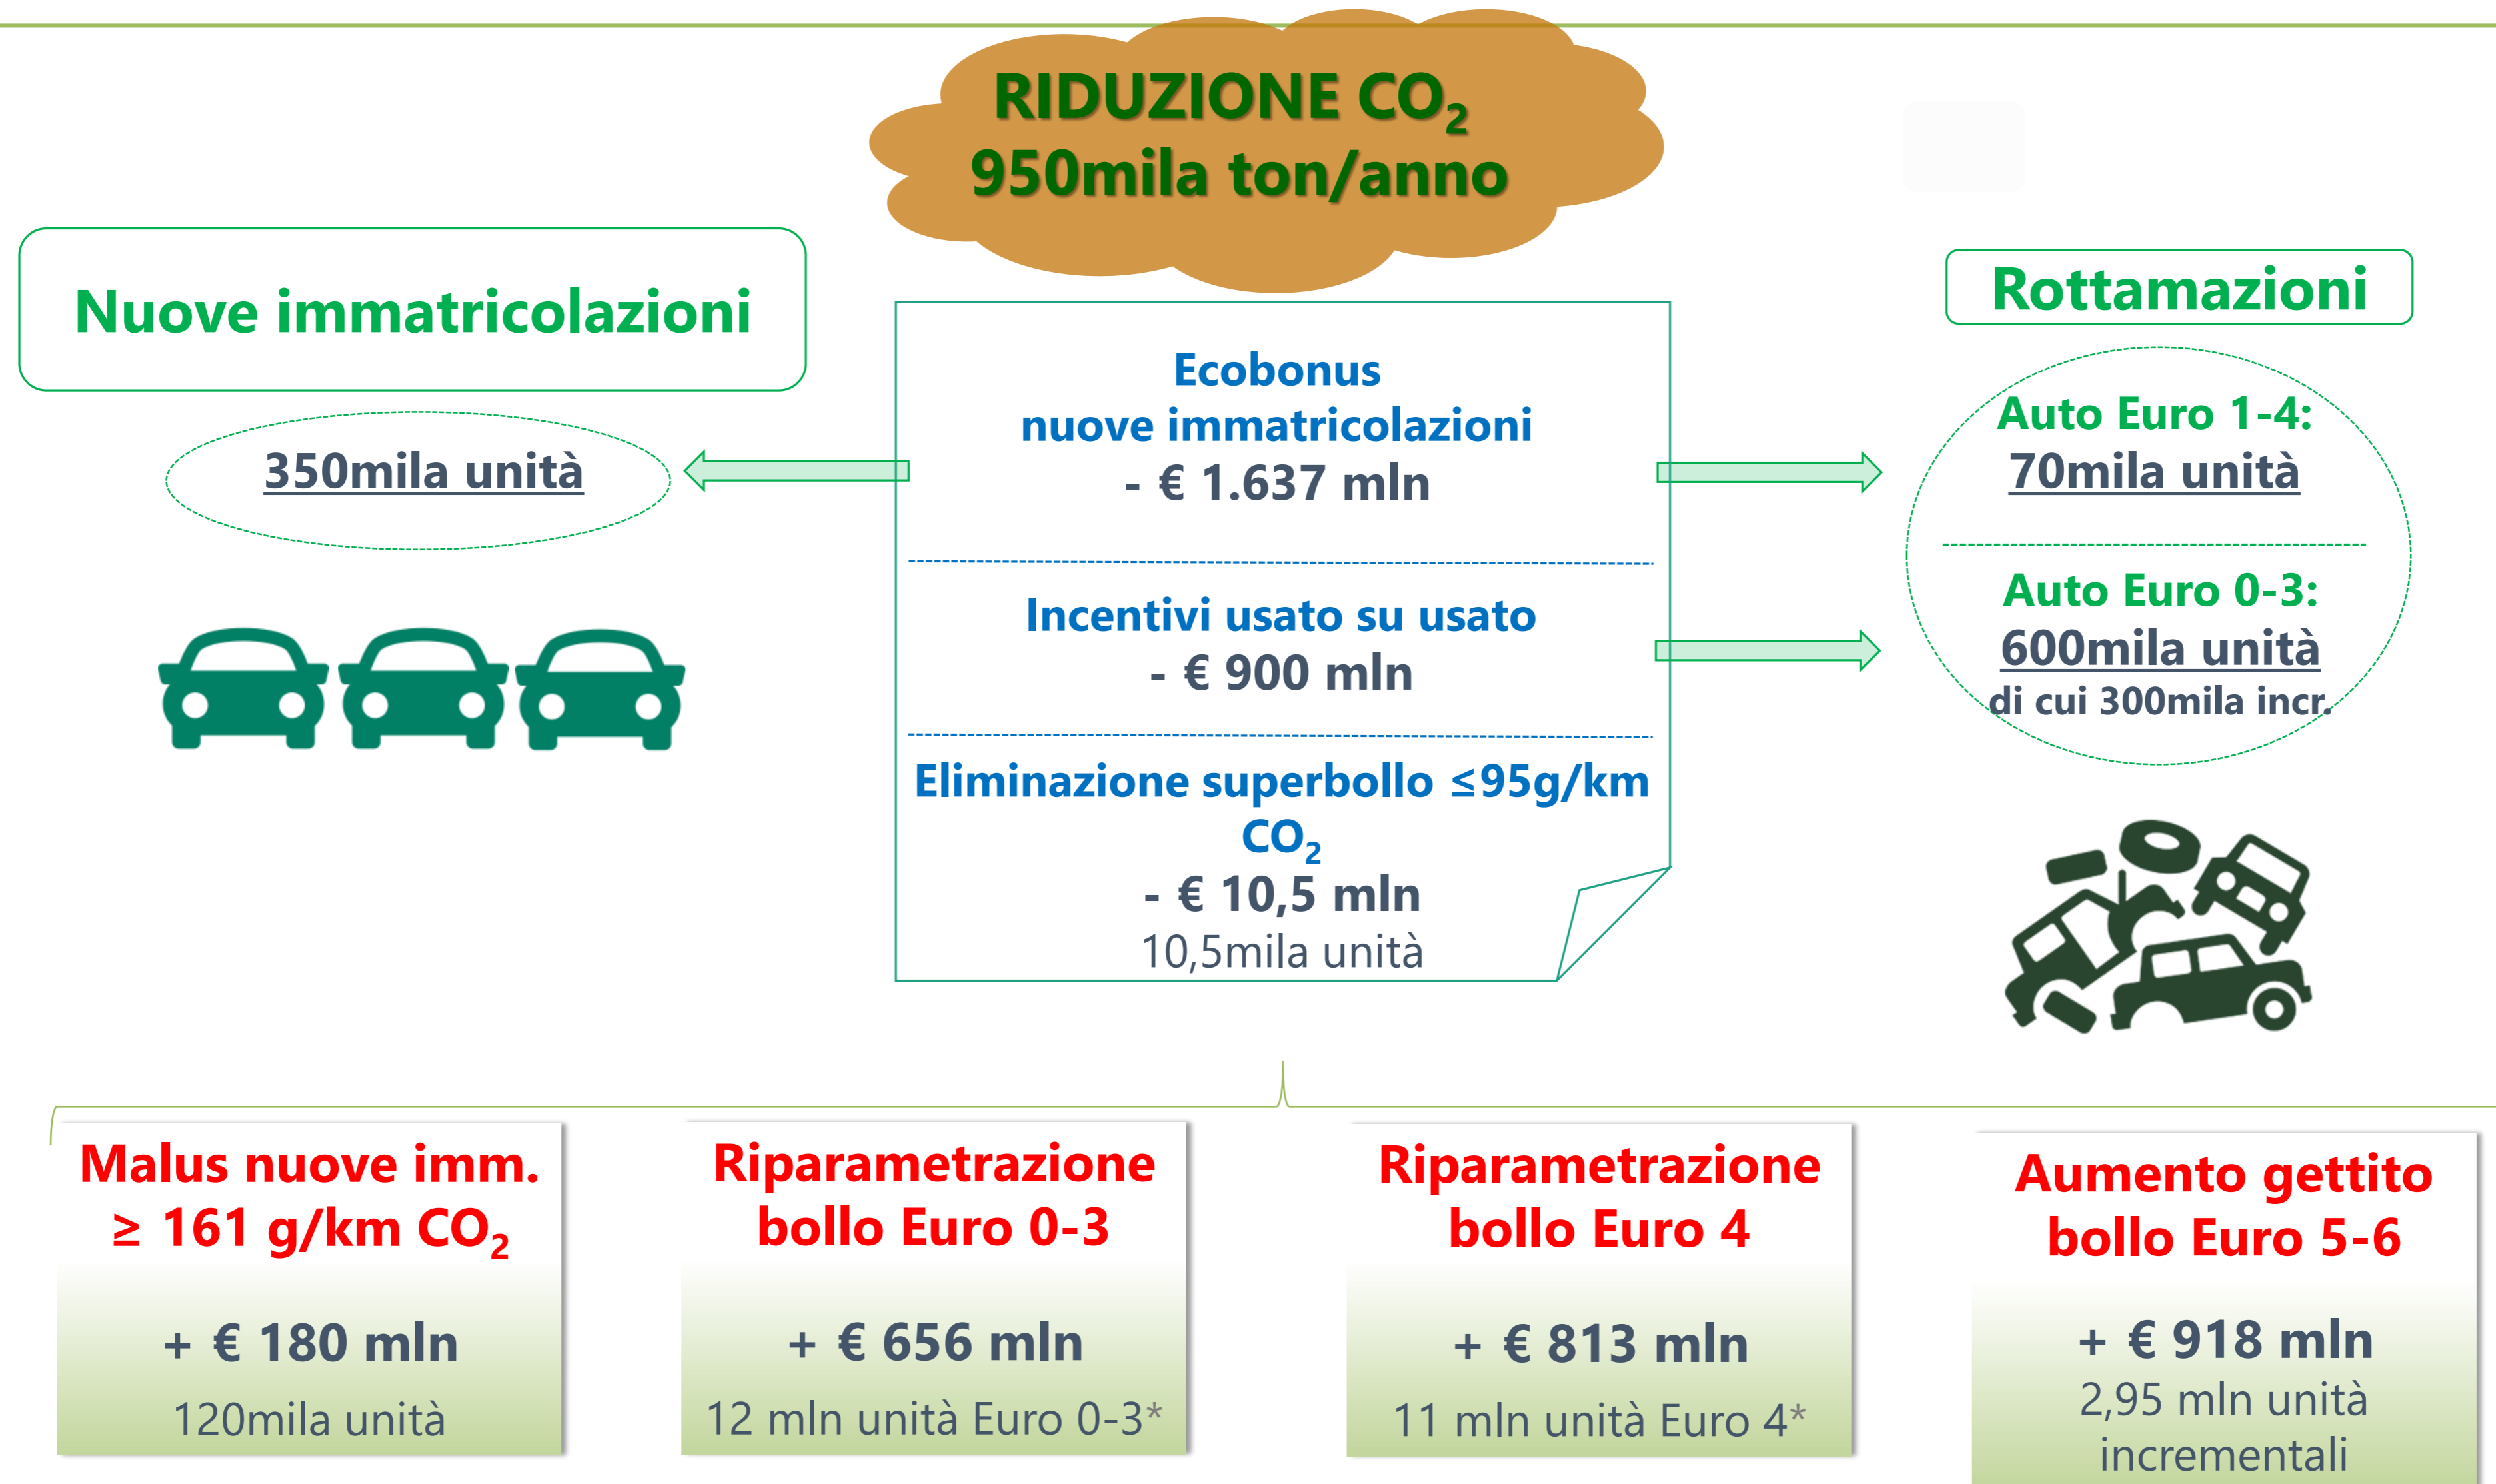 RIDUZIONE CO₂
950mila ton/anno
Nuove immatricolazioni
350mila unità
Ecobonus
nuove immatricolazioni
- € 1.637 mln
Incentivi usato su usato
- € 900 mln
Eliminazione superbollo ≤95g/km
CO₂
- € 10,5 mln
10,5mila unità
Rottamazioni
Auto Euro 1-4:
70mila unità
Auto Euro 0-3:
600mila unità
di cui 300mila incr.
Malus nuove imm.
≥ 161 g/km CO₂
+ € 180 mln
120mila unità
Riparametrazione
bollo Euro 0-3
+ € 656 mln
12 mln unità Euro 0-3*
Riparametrazione
bollo Euro 4
+ € 813 mln
11 mln unità Euro 4*
Aumento gettito
bollo Euro 5-6
+ € 918 mln
2,95 mln unità
incrementali